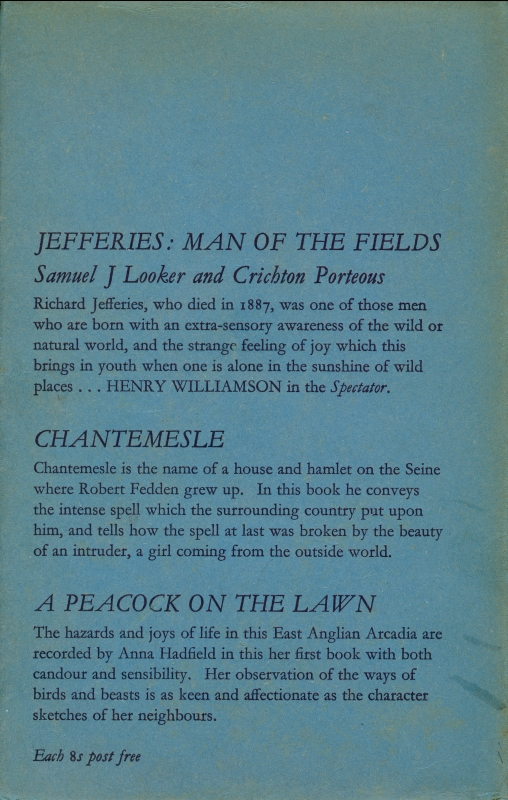 JEFFERIES: MAN OF THE FIELDS
Samuel J Looker and Crichton Porteous
Richard Jefferies, who died in 1887, was one of those men
who are born with an extra-sensory awareness of the wild or
natural world, and the strange feeling of joy which this
brings in youth when one is alone in the sunshine of wild
places . . . HENRY WILLIAMSON in the Spectator.
CHANTEMESLE
Chantemesle is the name of a house and hamlet on the Seine
where Robert Fedden grew up. In this book he conveys
the intense spell which the surrounding country put upon
him, and tells how the spell at last was broken by the beauty
of an intruder, a girl coming from the outside world.
A PEACOCK ON THE LAWN
The hazards and joys of life in this East Anglian Arcadia are
recorded by Anna Hadfield in this her first book with both
candour and sensibility. Her observation of the ways of
birds and beasts is as keen and affectionate as the character
sketches of her neighbours.
Each 8s post free